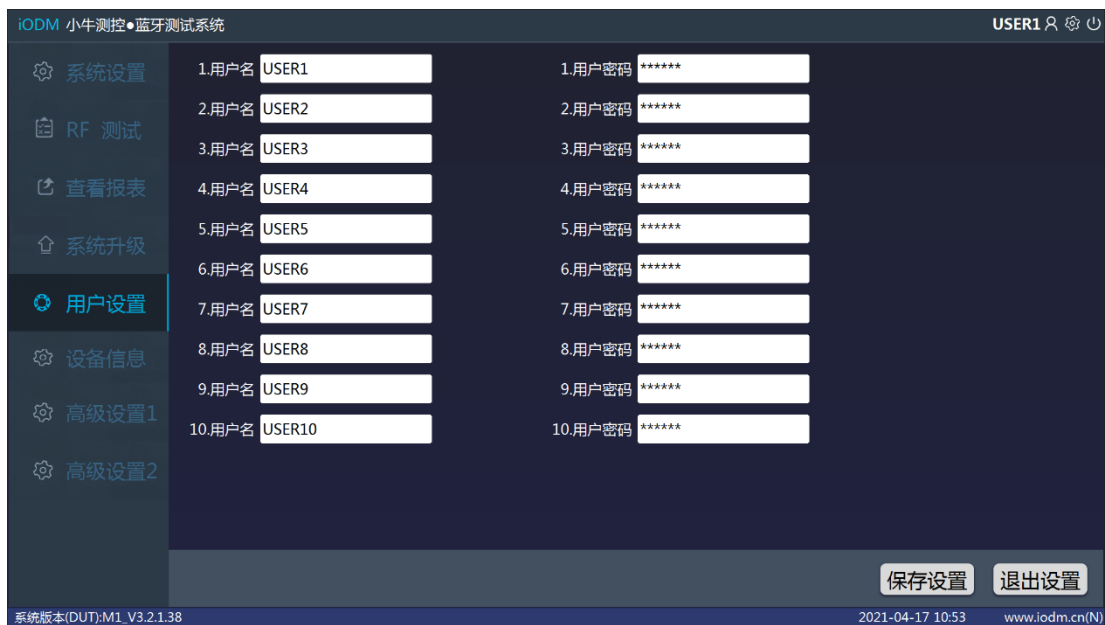 iODM 小牛测控●蓝牙测试系统 USER1
系统设置
RF 测试
查看报表
系统升级
用户设置
设备信息
高级设置1
高级设置2
1.用户名 USER1 1.用户密码 ******
2.用户名 USER2 2.用户密码 ******
3.用户名 USER3 3.用户密码 ******
4.用户名 USER4 4.用户密码 ******
5.用户名 USER5 5.用户密码 ******
6.用户名 USER6 6.用户密码 ******
7.用户名 USER7 7.用户密码 ******
8.用户名 USER8 8.用户密码 ******
9.用户名 USER9 9.用户密码 ******
10.用户名 USER10 10.用户密码 ******
保存设置 退出设置
系统版本(DUT):M1_V3.2.1.38 2021-04-17 10:53 www.iodm.cn(N)